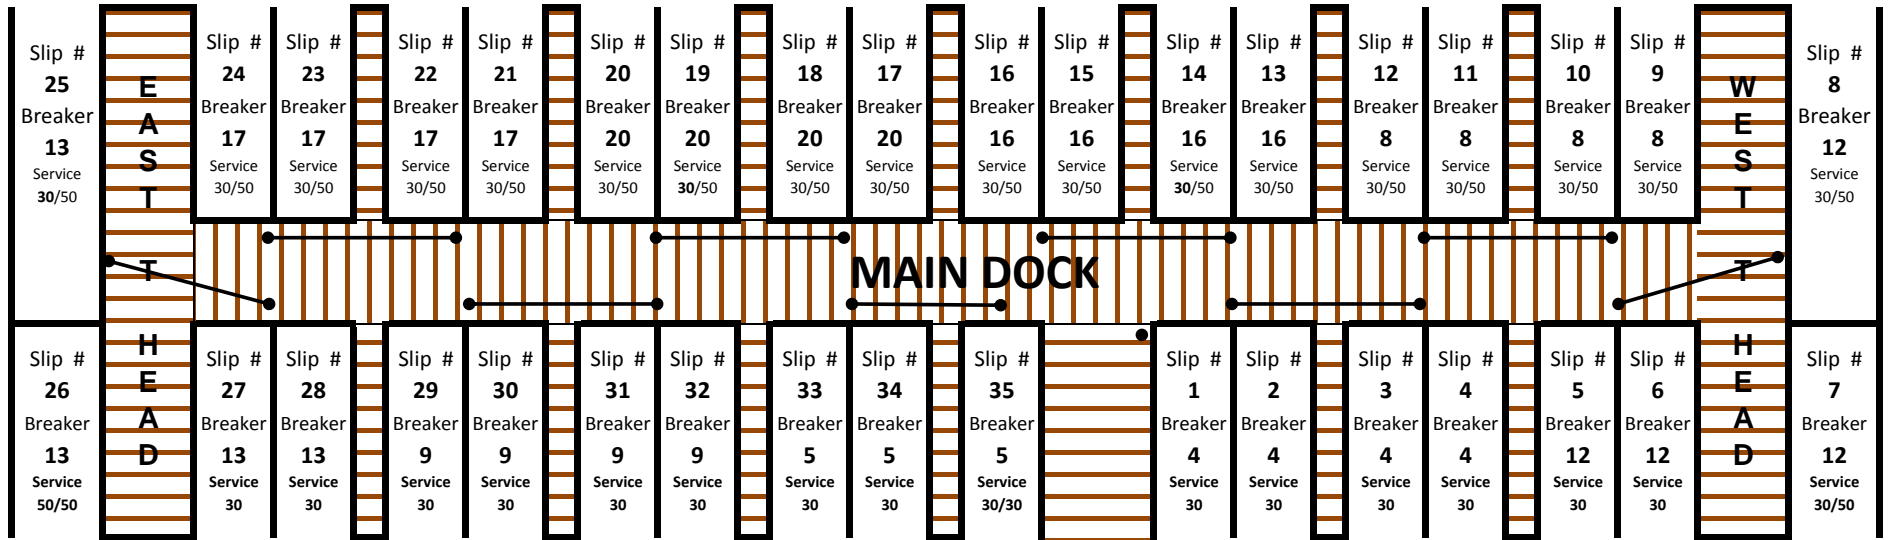 Slip #
25
Breaker
13
Service
30/50
EAST T HEAD
Slip #
24
Breaker
17
Service
30/50
Slip #
23
Breaker
17
Service
30/50
Slip #
22
Breaker
17
Service
30/50
Slip #
21
Breaker
17
Service
30/50
Slip #
20
Breaker
20
Service
30/50
Slip #
19
Breaker
20
Service
30/50
Slip #
18
Breaker
20
Service
30/50
Slip #
17
Breaker
20
Service
30/50
Slip #
16
Breaker
16
Service
30/50
Slip #
15
Breaker
16
Service
30/50
Slip #
14
Breaker
16
Service
30/50
Slip #
13
Breaker
16
Service
30/50
Slip #
12
Breaker
8
Service
30/50
Slip #
11
Breaker
8
Service
30/50
Slip #
10
Breaker
8
Service
30/50
Slip #
9
Breaker
8
Service
30/50
WEST T HEAD
Slip #
8
Breaker
12
Service
30/50
MAIN DOCK
Slip #
26
Breaker
13
Service
50/50
Slip #
27
Breaker
13
Service
30
Slip #
28
Breaker
13
Service
30
Slip #
29
Breaker
9
Service
30
Slip #
30
Breaker
9
Service
30
Slip #
31
Breaker
9
Service
30
Slip #
32
Breaker
9
Service
30
Slip #
33
Breaker
5
Service
30
Slip #
34
Breaker
5
Service
30
Slip #
35
Breaker
5
Service
30/30
Slip #
1
Breaker
4
Service
30
Slip #
2
Breaker
4
Service
30
Slip #
3
Breaker
4
Service
30
Slip #
4
Breaker
4
Service
30
Slip #
5
Breaker
12
Service
30
Slip #
6
Breaker
12
Service
30
Slip #
7
Breaker
12
Service
30/50